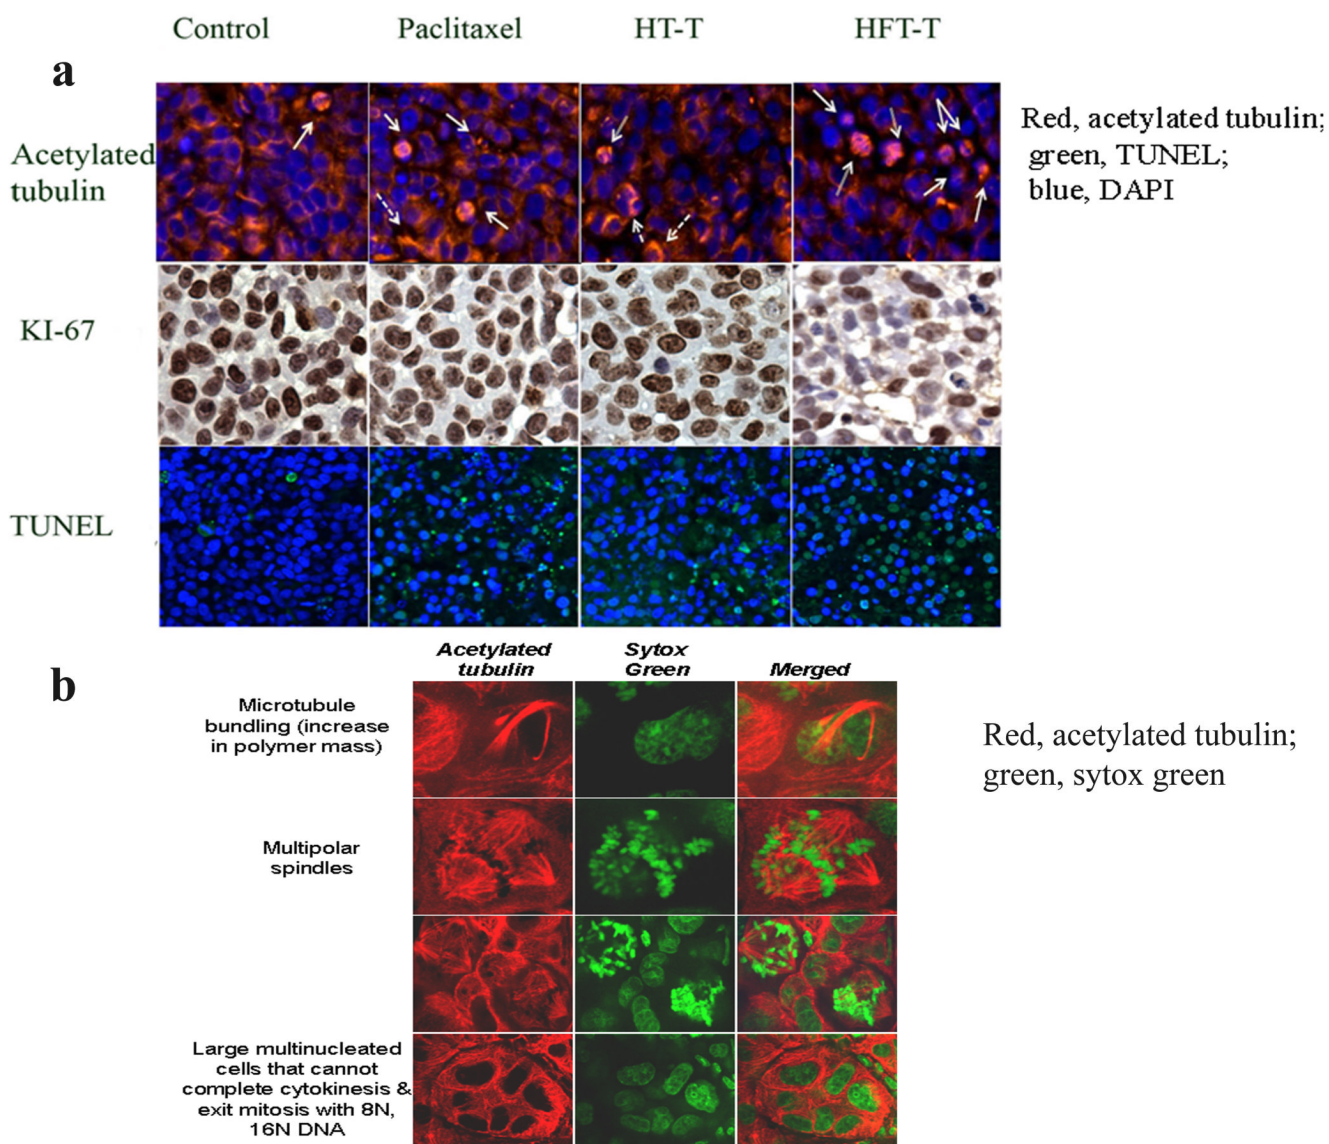 Control Paclitaxel HT-T HFT-T
a
Acetylated
tubulin
Red, acetylated tubulin;
green, TUNEL;
blue, DAPI
KI-67
TUNEL
b
Acetylated
tubulin
Sytox
Green
Merged
Microtubule
bundling (increase
in polymer mass)
Red, acetylated tubulin;
green, sytox green
Multipolar
spindles
Large multinucleated
cells that cannot
complete cytokinesis &
exit mitosis with 8N,
16N DNA